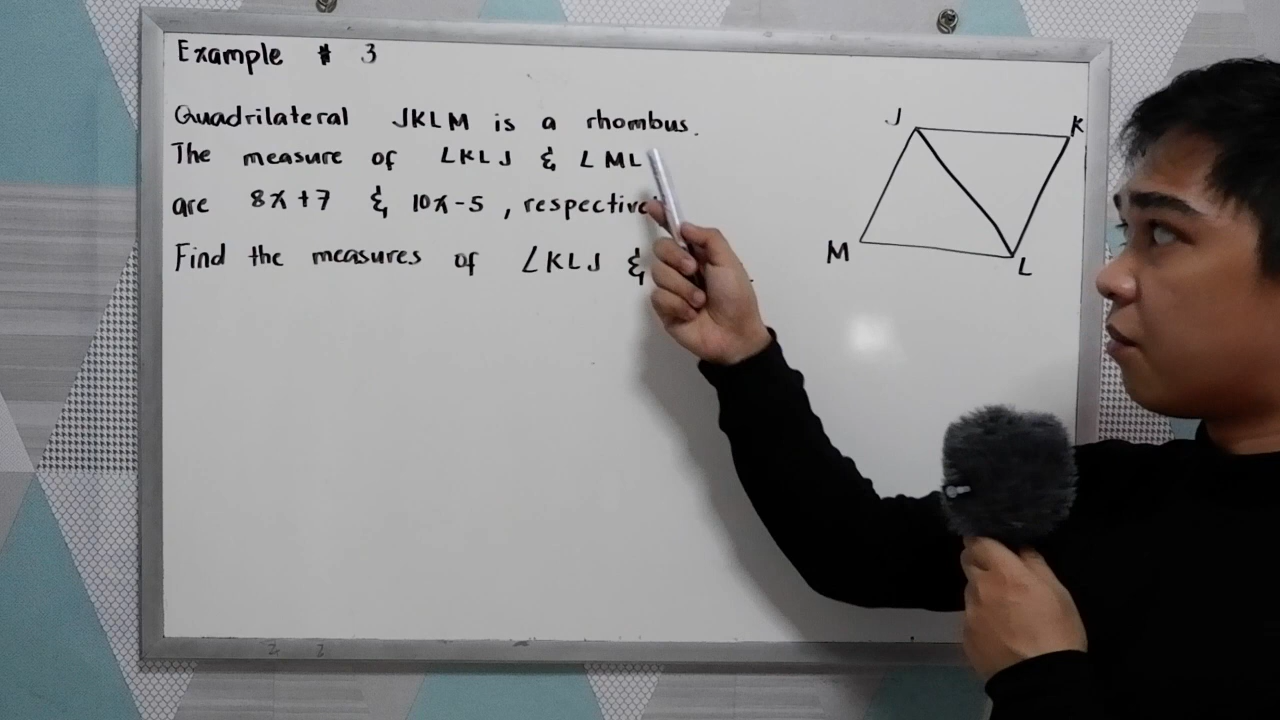 Example # 3
Quadrilateral JKLM is a rhombus.
The measure of ∠KLJ & ∠ML
are 8x+7 & 10x-5, respective
Find the measures of ∠KLJ &
J
K
M
L